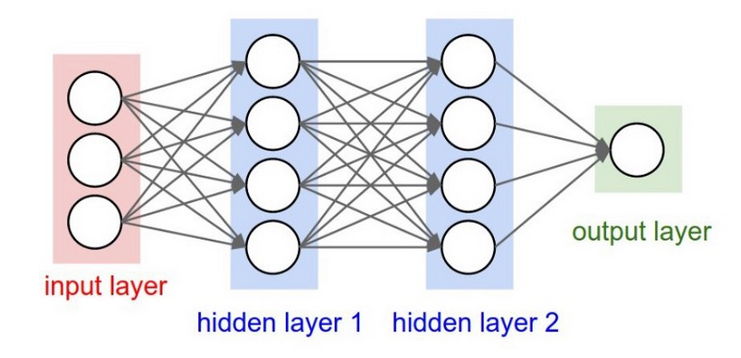 input layer
hidden layer 1
hidden layer 2
output layer